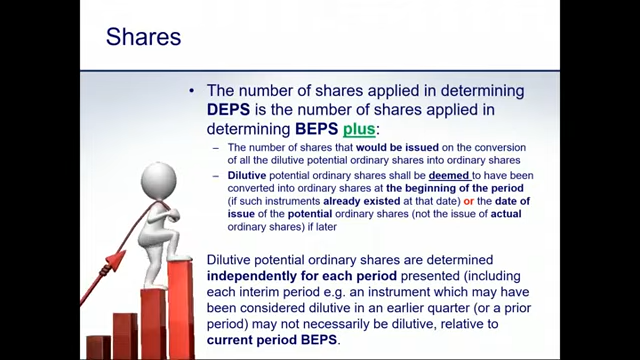 Shares
• The number of shares applied in determining
DEPS is the number of shares applied in
determining BEPS plus:
– The number of shares that would be issued on the conversion
of all the dilutive potential ordinary shares into ordinary shares
– Dilutive potential ordinary shares shall be deemed to have been
converted into ordinary shares at the beginning of the period
(if such instruments already existed at that date) or the date of
issue of the potential ordinary shares (not the issue of actual
ordinary shares) if later
Dilutive potential ordinary shares are determined
independently for each period presented (including
each interim period e.g. an instrument which may have
been considered dilutive in an earlier quarter (or a prior
period) may not necessarily be dilutive, relative to
current period BEPS.